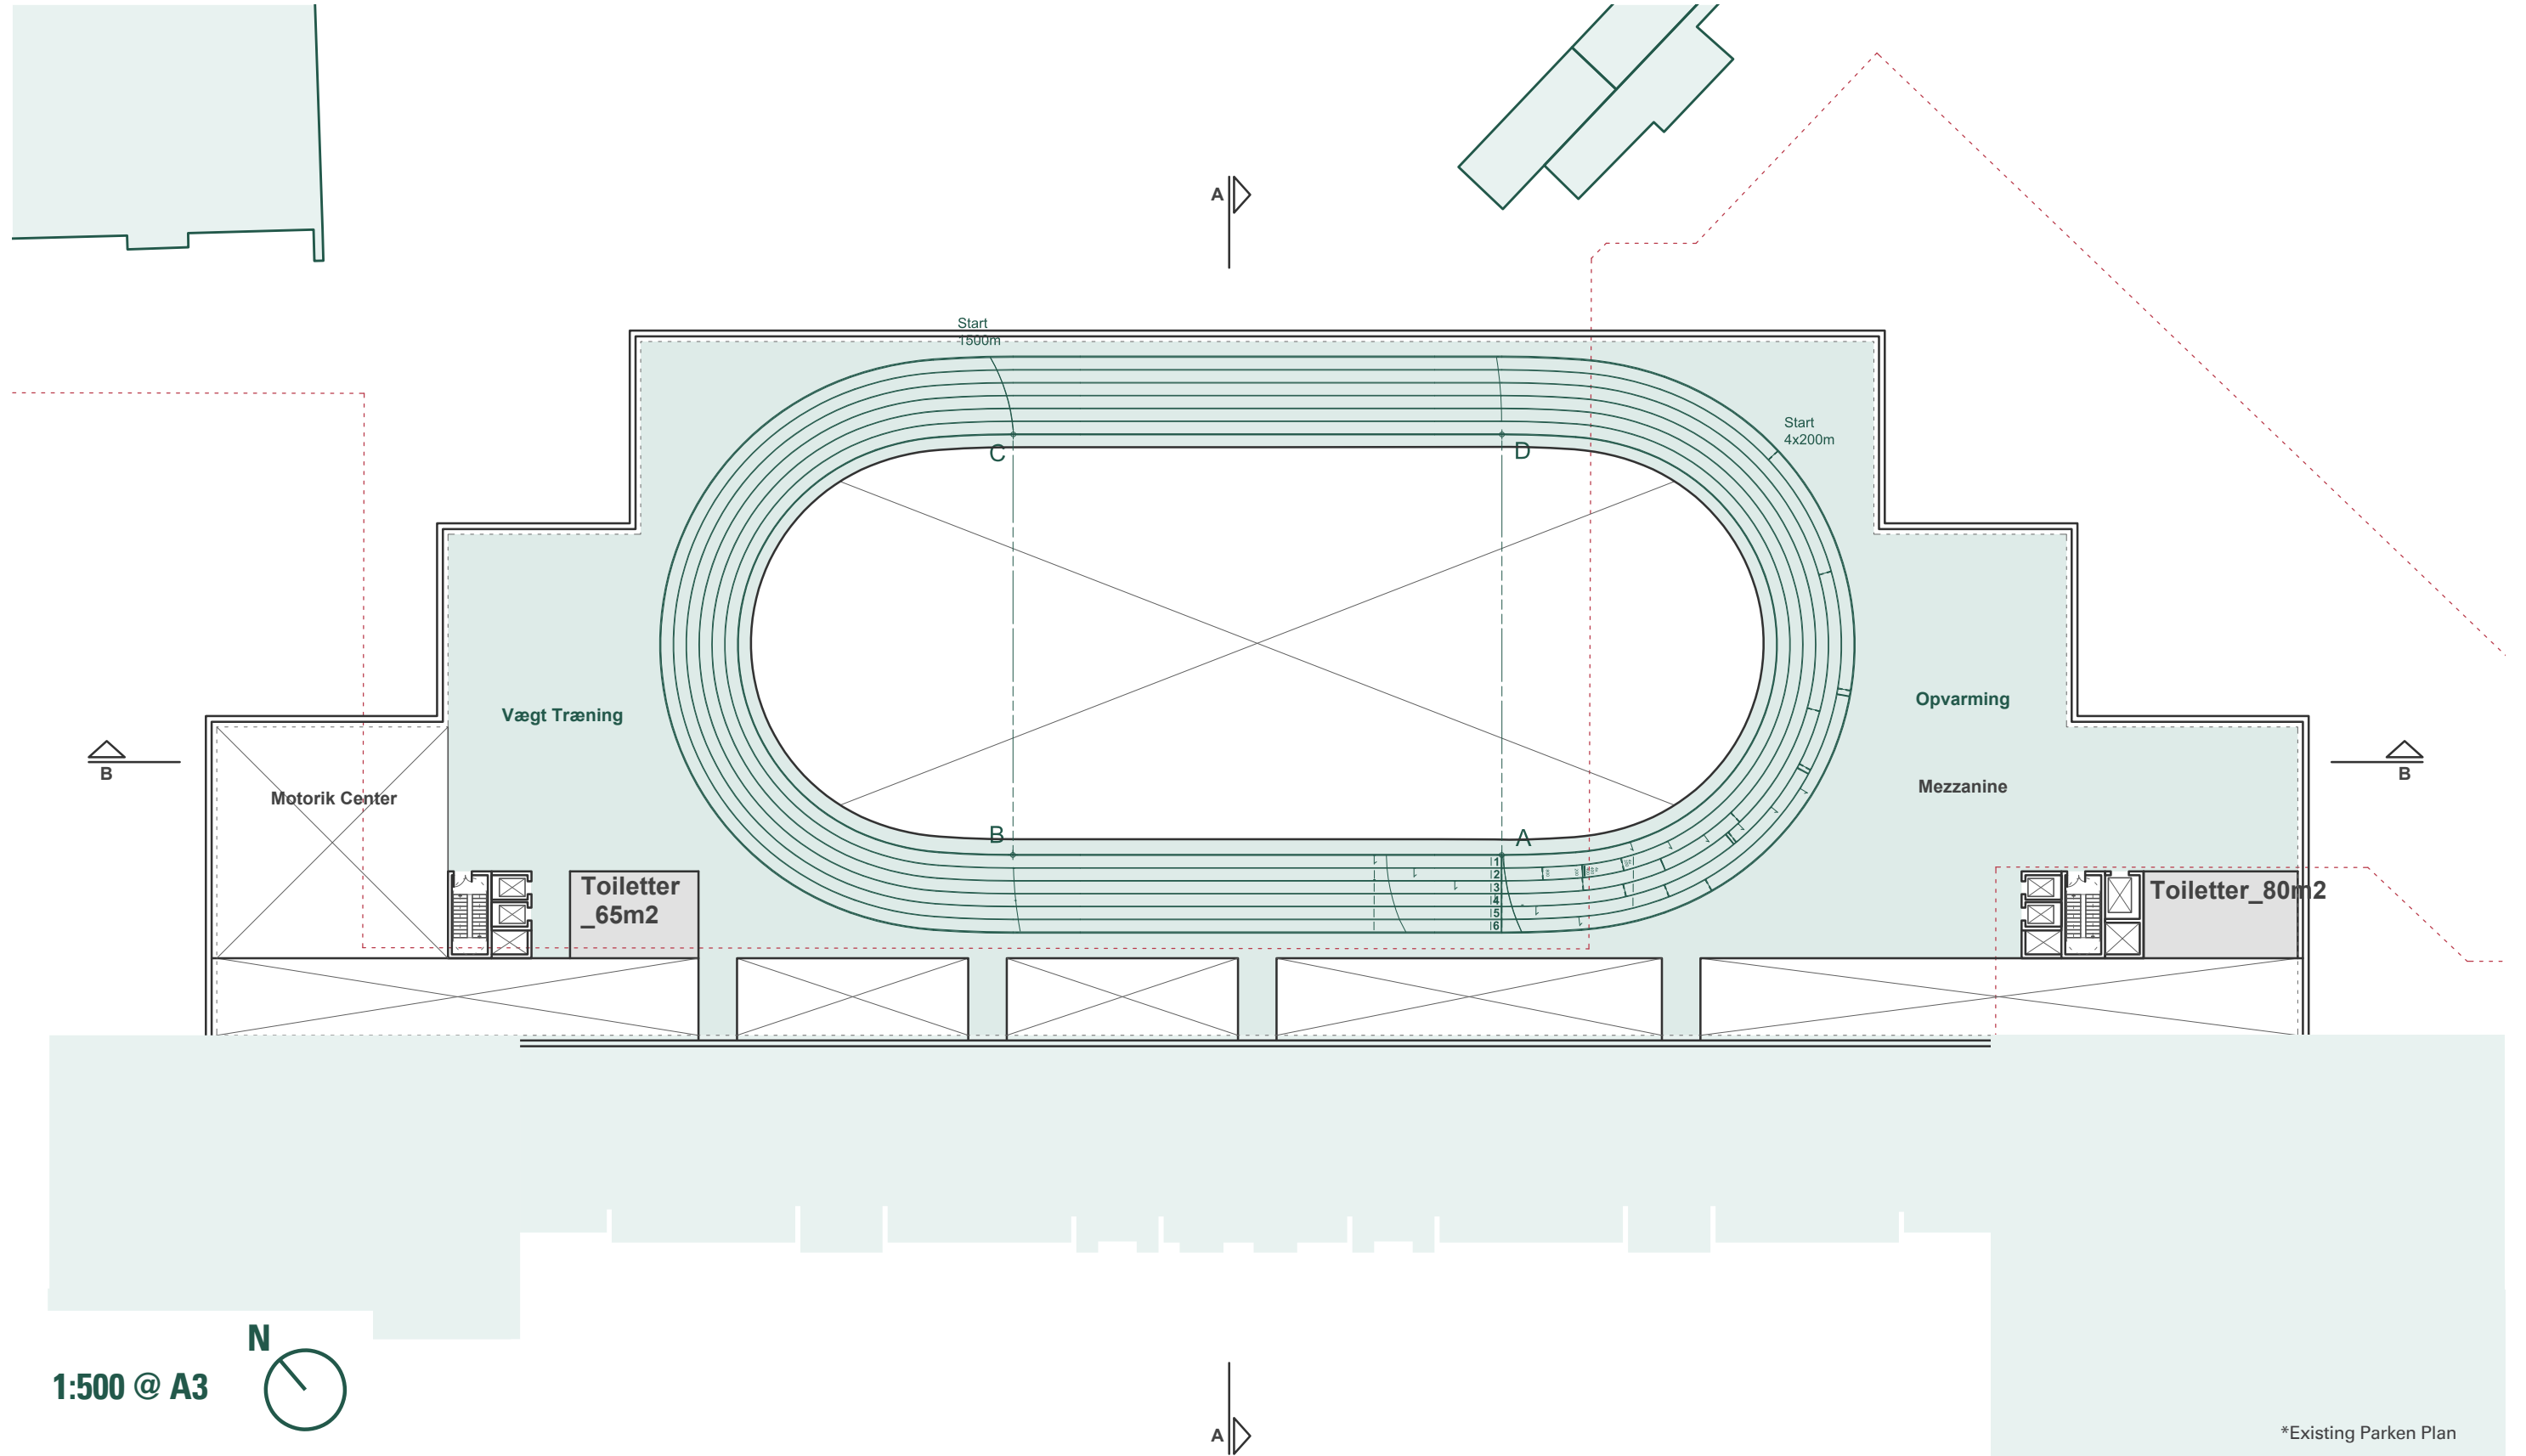 A
Start
1500m
Start
4x200m
C
D
Vægt Træning
Opvarming
B
B
Mezzanine
Motorik Center
B
A
1
2
3
4
5
6
Toiletter
_65m2
Toiletter_80m2
N
1:500 @ A3
A
*Existing Parken Plan